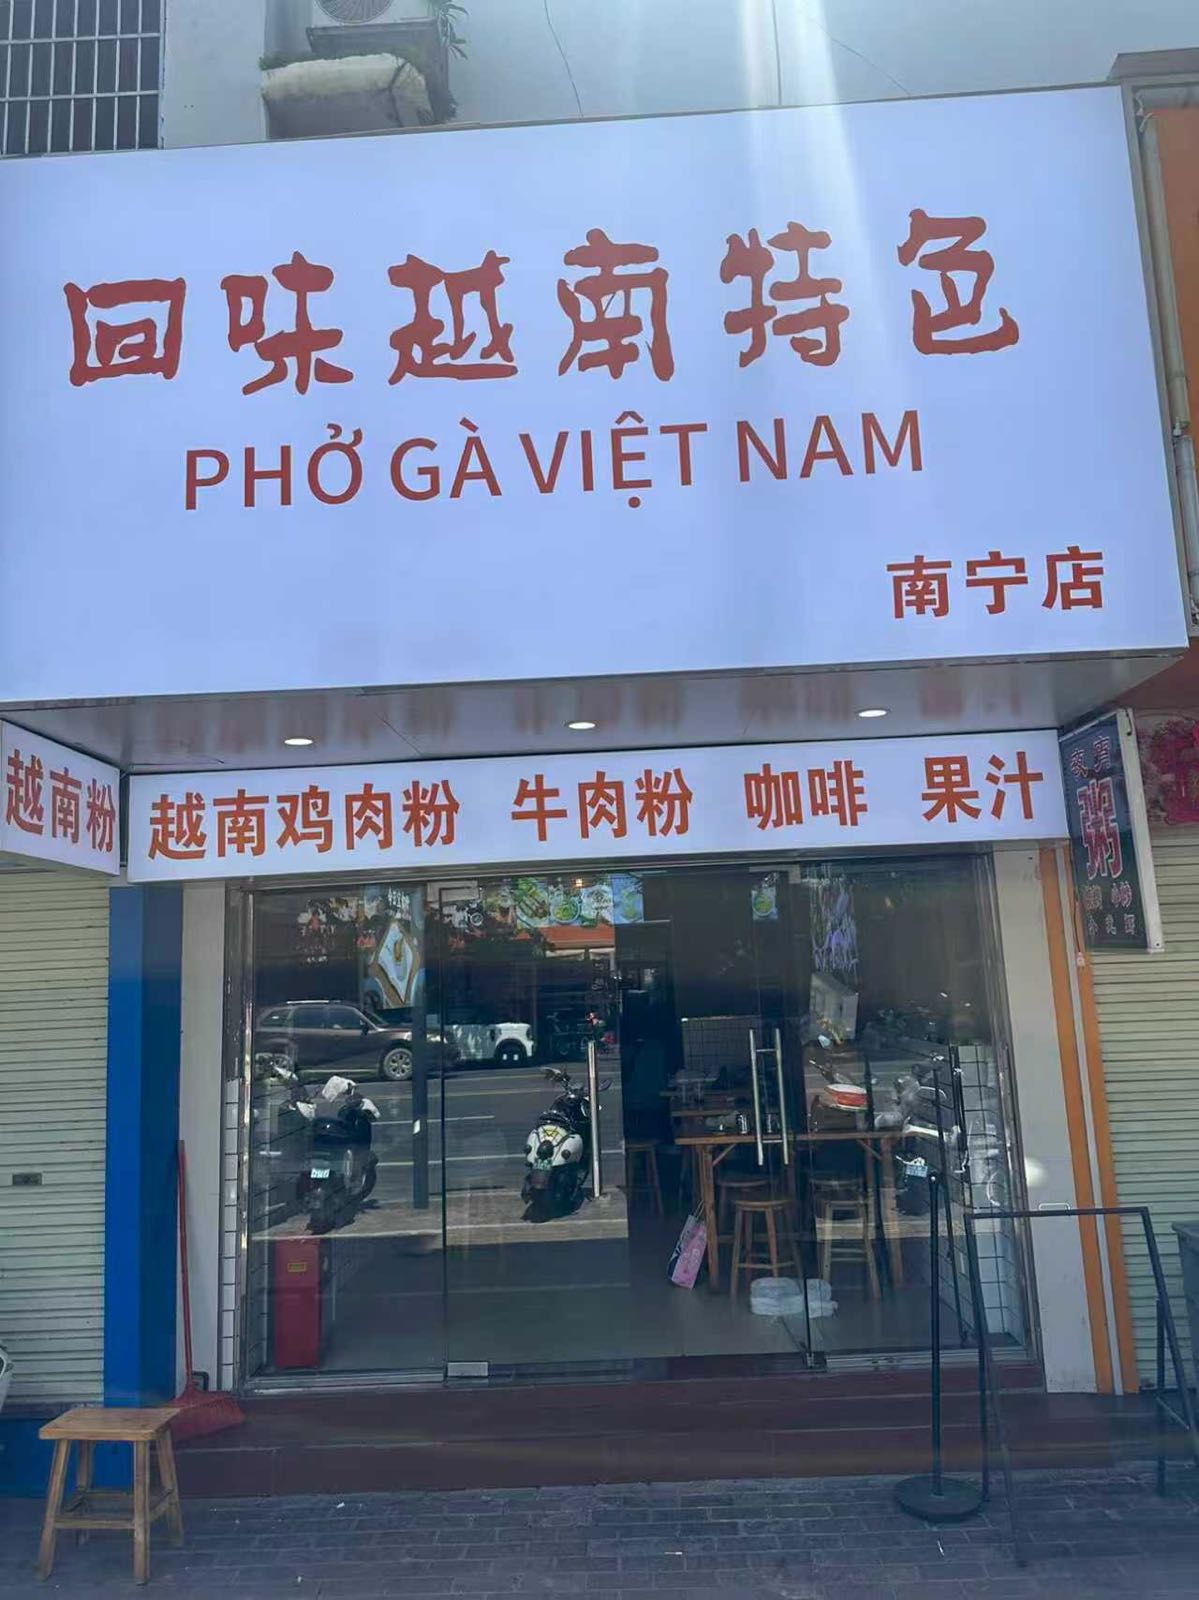 回味越南特色
PHỞ GÀ VIỆT NAM
南宁店
越南粉
越南鸡肉粉 牛肉粉 咖啡 果汁
粥